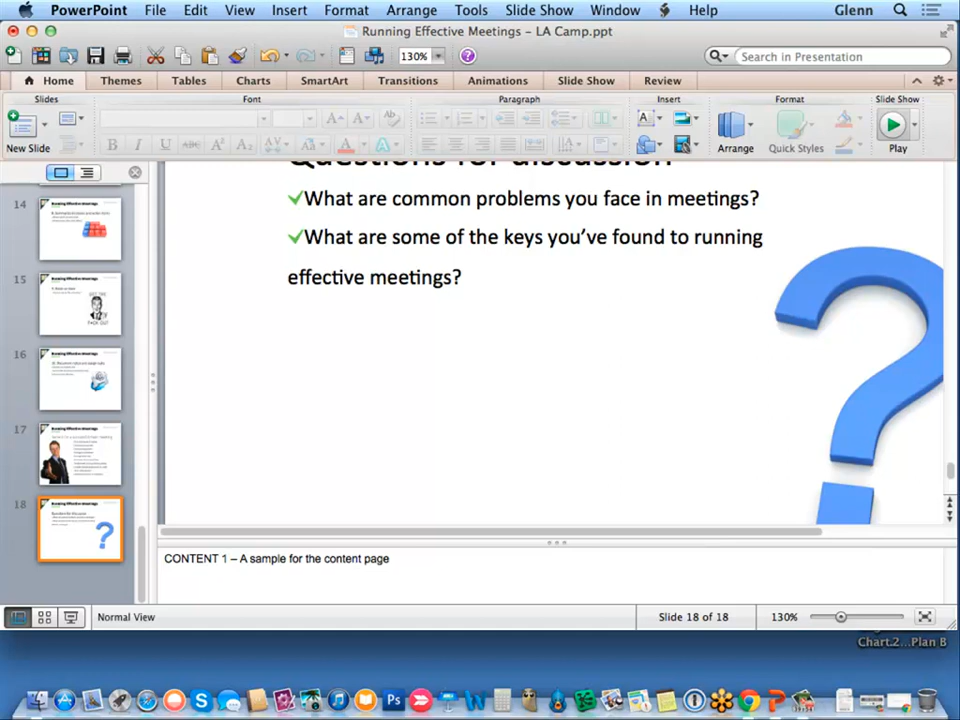 PowerPoint File Edit View Insert Format Arrange Tools Slide Show Window Help Glenn
Running Effective Meetings – LA Camp.ppt
130%
Search in Presentation
Home Themes Tables Charts SmartArt Transitions Animations Slide Show Review
Slides Font Paragraph Insert Format Slide Show
New Slide
Arrange Quick Styles Play
Questions for discussion
What are common problems you face in meetings?
What are some of the keys you've found to running
effective meetings?
14
15
16
17
18
CONTENT 1 – A sample for the content page
Normal View Slide 18 of 18 130%
Chart.2...Plan B